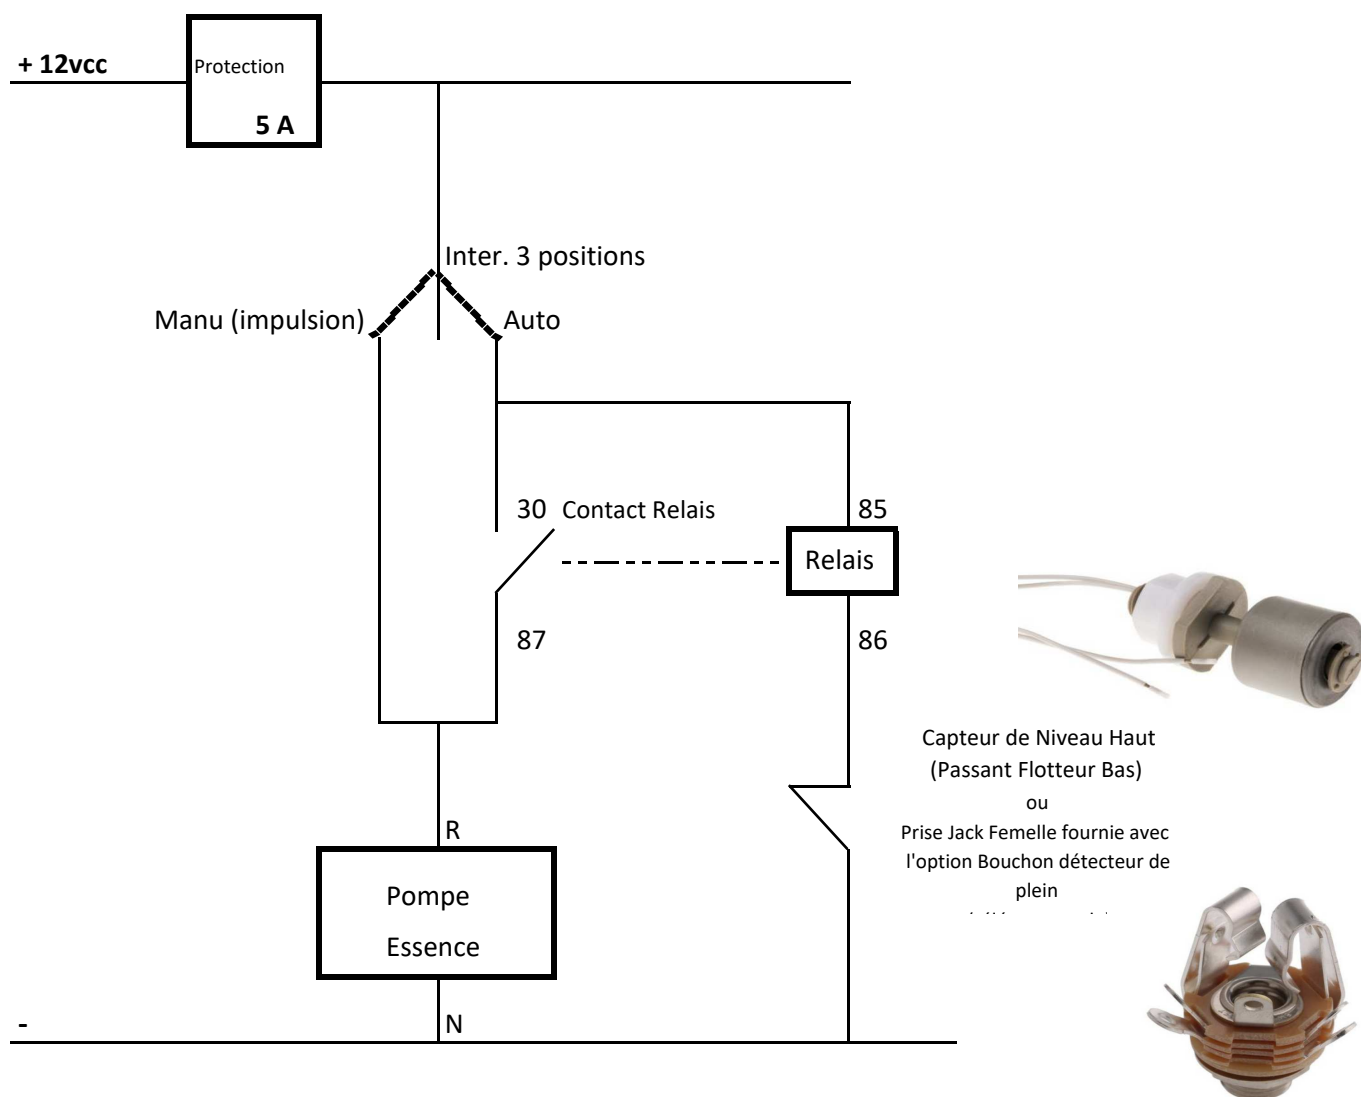 + 12vcc
Protection
5 A
Inter. 3 positions
Manu (impulsion)
Auto
30 Contact Relais
85
Relais
87
86
Capteur de Niveau Haut
(Passant Flotteur Bas)
ou
Prise Jack Femelle fournie avec
l'option Bouchon détecteur de
plein
R
Pompe
Essence
-
N